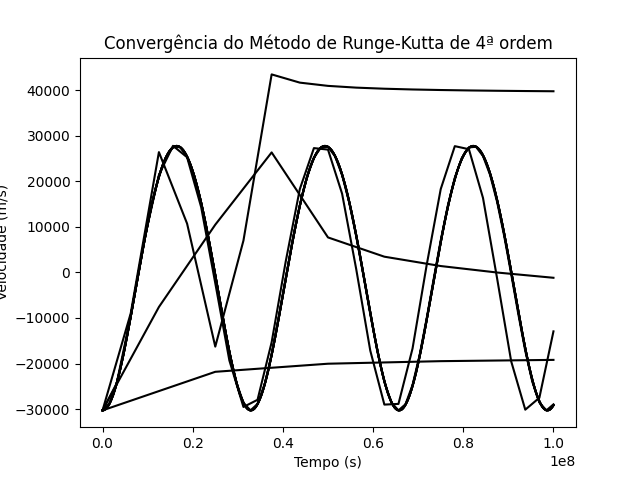 Convergência do Método de Runge-Kutta de 4ª ordem
40000
30000
20000
10000
0
−10000
−20000
−30000
Velocidade (m/s)
0.0 0.2 0.4 0.6 0.8 1.0
1e8
Tempo (s)